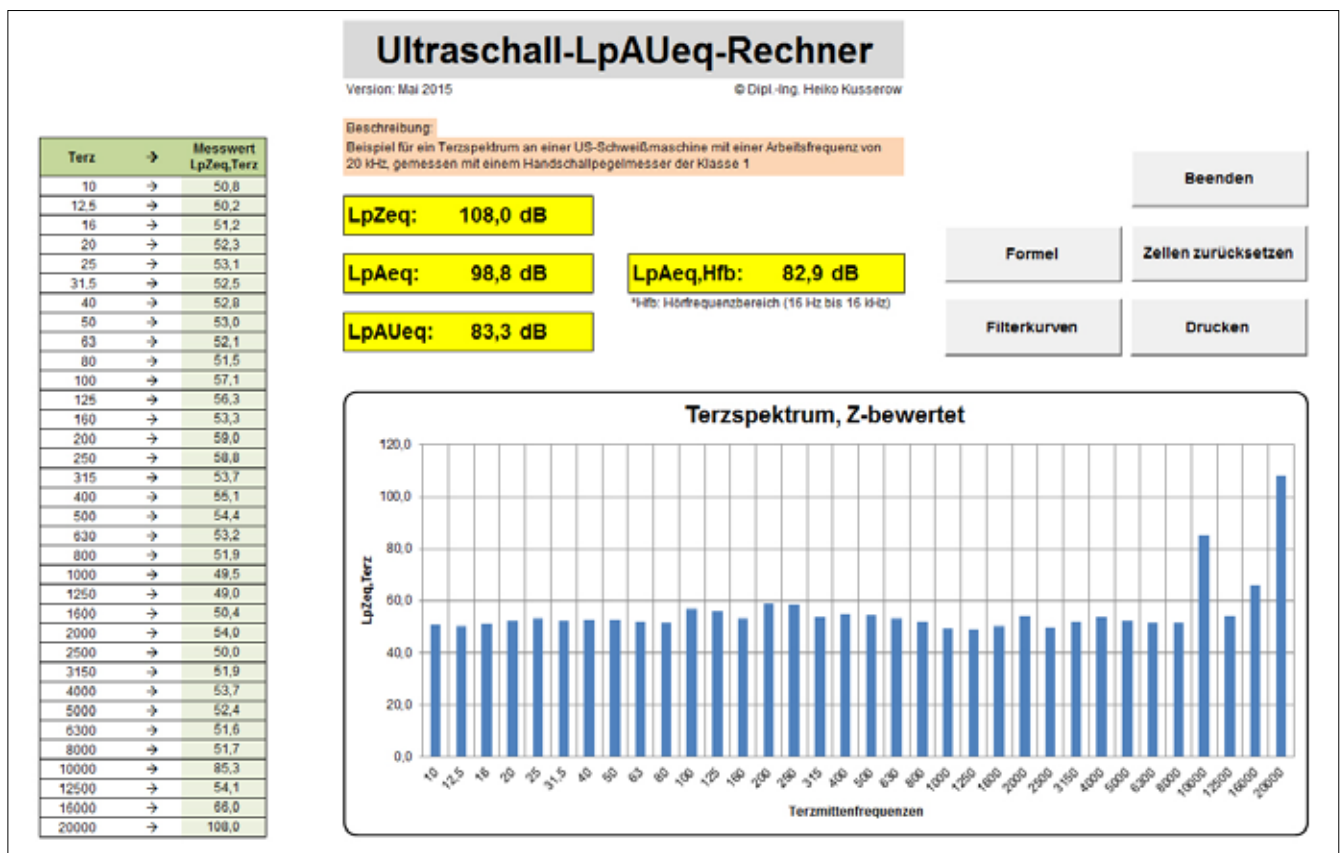 Ultraschall-LpAUeq-Rechner
Version: Mai 2015 © Dipl.-Ing. Heiko Kusserow
Beschreibung:
Beispiel für ein Terzspektrum an einer US-Schweißmaschine mit einer Arbeitsfrequenz von
20 kHz, gemessen mit einem Handschallpegelmesser der Klasse 1
Terz → Messwert
LpZeq,Terz
10 → 50,8
12,5 → 50,2
16 → 51,2
20 → 52,3
25 → 53,1
31,5 → 52,5
40 → 52,8
50 → 53,0
63 → 52,1
80 → 51,5
100 → 57,1
125 → 56,3
160 → 53,3
200 → 59,0
250 → 58,8
315 → 53,7
400 → 55,1
500 → 54,4
630 → 53,2
800 → 51,9
1000 → 49,5
1250 → 49,0
1600 → 50,4
2000 → 54,0
2500 → 50,0
3150 → 51,9
4000 → 53,7
5000 → 52,4
6300 → 51,6
8000 → 51,7
10000 → 85,3
12500 → 54,1
16000 → 66,0
20000 → 108,0
LpZeq: 108,0 dB
LpAeq: 98,8 dB
LpAUeq: 83,3 dB
LpAeq,Hfb: 82,9 dB
*Hfb: Hörfrequenzbereich (16 Hz bis 16 kHz)
Beenden
Formel
Zellen zurücksetzen
Filterkurven
Drucken
Terzspektrum, Z-bewertet
LpZeq,Terz
120,0
100,0
80,0
60,0
40,0
20,0
0,0
10 12,5 16 20 25 31,5 40 50 63 80 100 125 160 200 250 315 400 500 630 800 1000 1250 1600 2000 2500 3150 4000 5000 6300 8000 10000 12500 16000 20000
Terzmittenfrequenzen